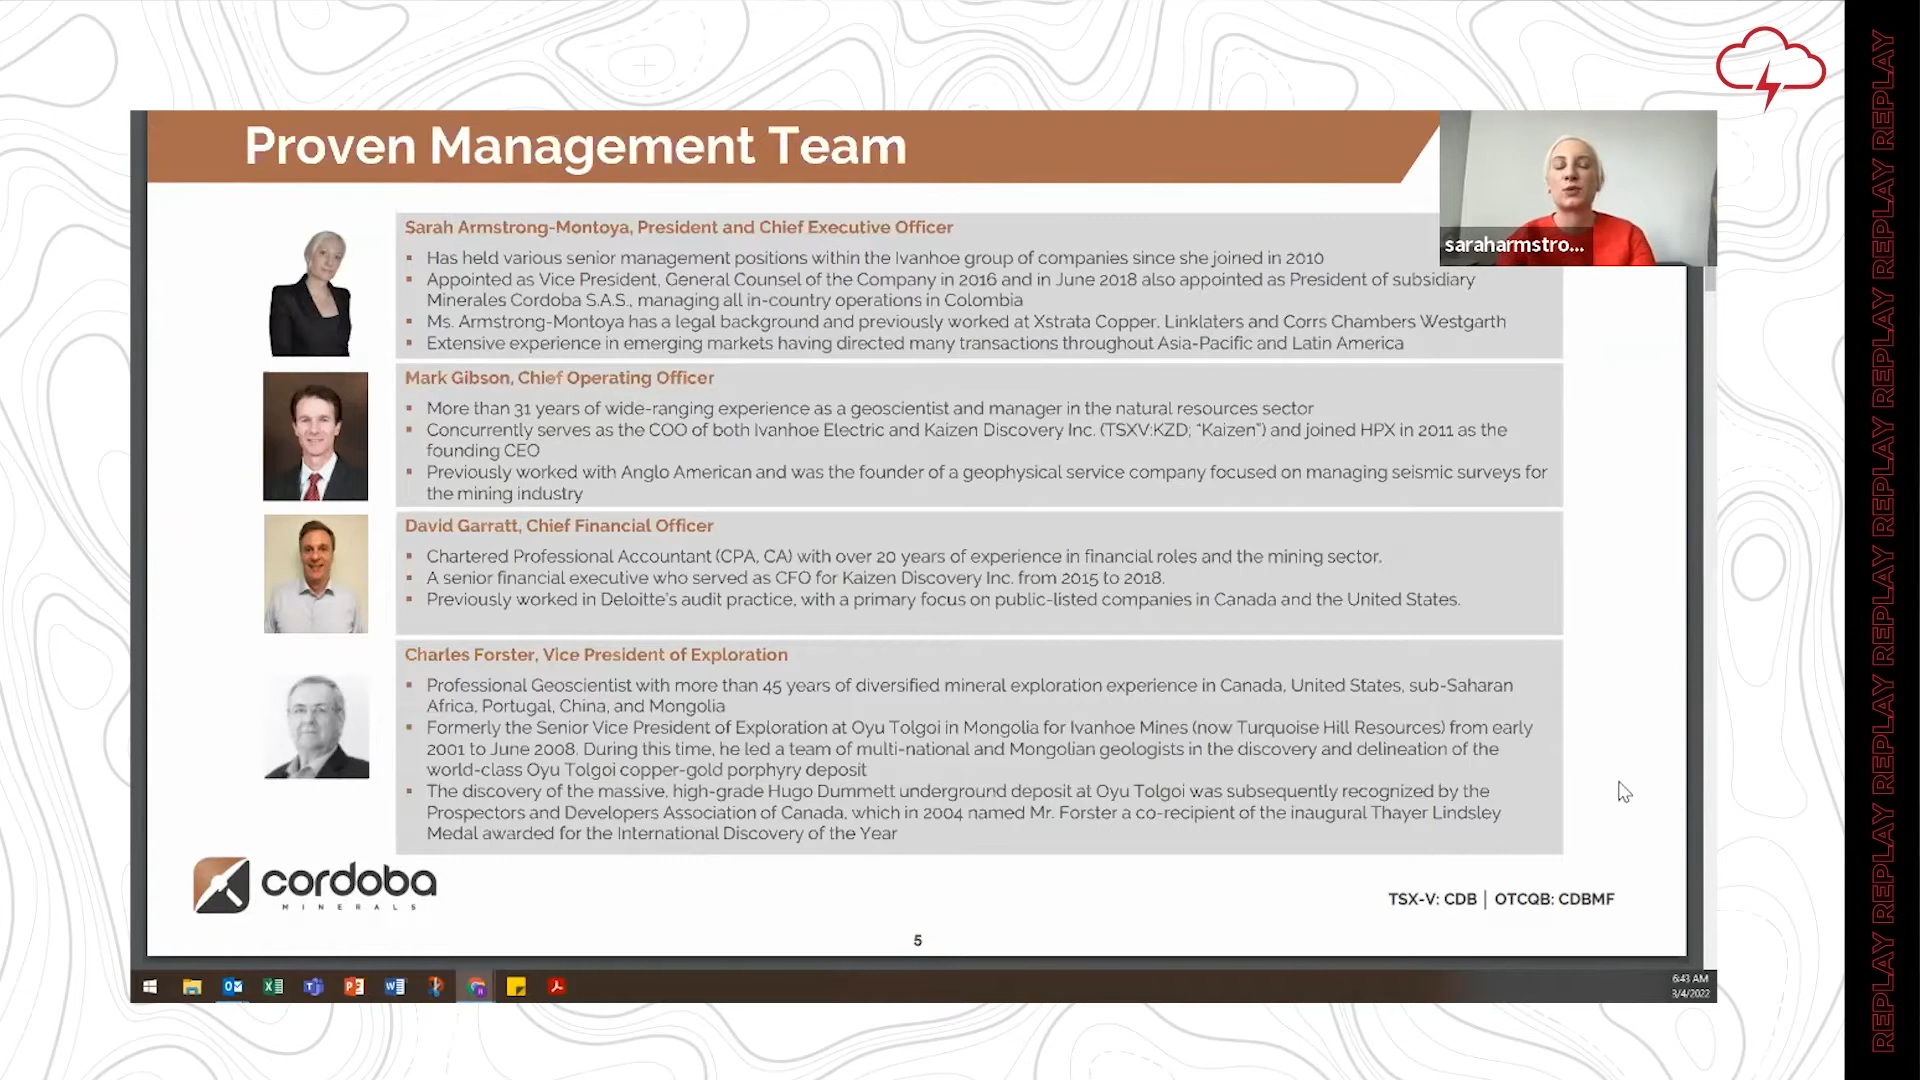 Proven Management Team
saraharmstro...
Sarah Armstrong-Montoya, President and Chief Executive Officer
Has held various senior management positions within the Ivanhoe group of companies since she joined in 2010
Appointed as Vice President, General Counsel of the Company in 2016 and in June 2018 also appointed as President of subsidiary
Minerales Cordoba S.A.S., managing all in-country operations in Colombia
Ms. Armstrong-Montoya has a legal background and previously worked at Xstrata Copper, Linklaters and Corrs Chambers Westgarth
Extensive experience in emerging markets having directed many transactions throughout Asia-Pacific and Latin America
Mark Gibson, Chief Operating Officer
More than 31 years of wide-ranging experience as a geoscientist and manager in the natural resources sector
Concurrently serves as the COO of both Ivanhoe Electric and Kaizen Discovery Inc. (TSXV:KZD; "Kaizen") and joined HPX in 2011 as the
founding CEO
Previously worked with Anglo American and was the founder of a geophysical service company focused on managing seismic surveys for
the mining industry
David Garratt, Chief Financial Officer
Chartered Professional Accountant (CPA, CA) with over 20 years of experience in financial roles and the mining sector.
A senior financial executive who served as CFO for Kaizen Discovery Inc. from 2015 to 2018.
Previously worked in Deloitte's audit practice, with a primary focus on public-listed companies in Canada and the United States.
Charles Forster, Vice President of Exploration
Professional Geoscientist with more than 45 years of diversified mineral exploration experience in Canada, United States, sub-Saharan
Africa, Portugal, China, and Mongolia
Formerly the Senior Vice President of Exploration at Oyu Tolgoi in Mongolia for Ivanhoe Mines (now Turquoise Hill Resources) from early
2001 to June 2008. During this time, he led a team of multi-national and Mongolian geologists in the discovery and delineation of the
world-class Oyu Tolgoi copper-gold porphyry deposit
The discovery of the massive, high-grade Hugo Dummett underground deposit at Oyu Tolgoi was subsequently recognized by the
Prospectors and Developers Association of Canada, which in 2004 named Mr. Forster a co-recipient of the inaugural Thayer Lindsley
Medal awarded for the International Discovery of the Year
cordoba
MINERALS
TSX-V: CDB | OTCQB: CDBMF
5
6:43 AM
3/4/2022
REPLAY REPLAY REPLAY REPLAY REPLAY REPLAY REPLAY REPLAY